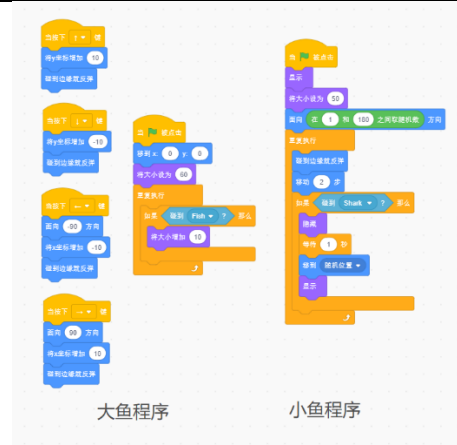 当按下 ↑ 键
将y坐标增加 10
碰到边缘就反弹
当按下 ↓ 键
将y坐标增加 -10
碰到边缘就反弹
当按下 ← 键
面向 -90 方向
将x坐标增加 -10
碰到边缘就反弹
当按下 → 键
面向 90 方向
将x坐标增加 10
碰到边缘就反弹
当 被点击
移到 x: 0 y: 0
将大小设为 60
重复执行
如果 碰到 Fish ? 那么
将大小增加 10
大鱼程序
当 被点击
显示
将大小设为 50
面向 在 1 和 180 之间取随机数 方向
重复执行
碰到边缘就反弹
移动 2 步
如果 碰到 Shark ? 那么
隐藏
等待 1 秒
移到 随机位置
显示
小鱼程序